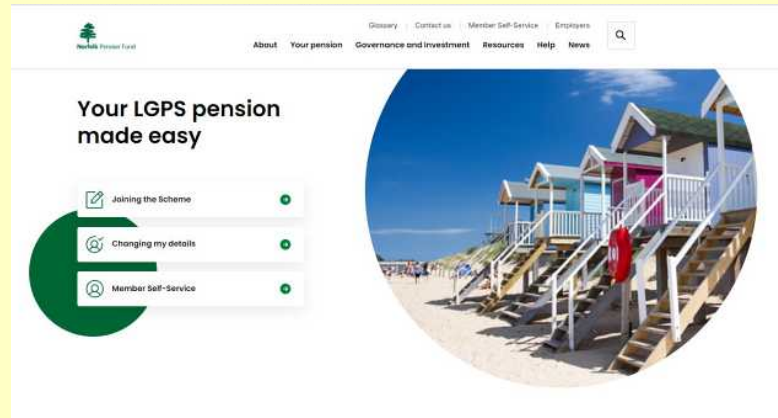 Glossary Contact us Member Self-Service Employers
Norfolk Pension Fund
About Your pension Governance and investment Resources Help News
Your LGPS pension
made easy
Joining the Scheme
Changing my details
Member Self-Service